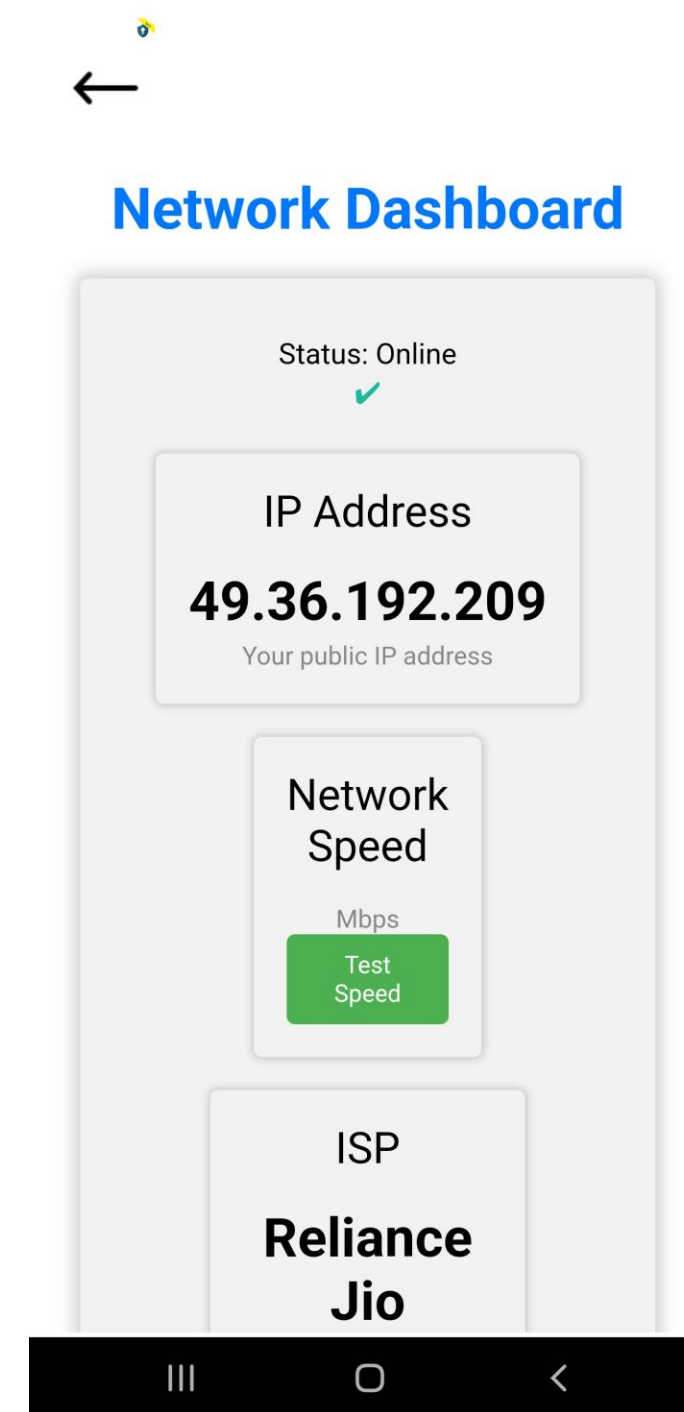 Network Dashboard
Status: Online
IP Address
49.36.192.209
Your public IP address
Network
Speed
Mbps
Test
Speed
ISP
Reliance
Jio